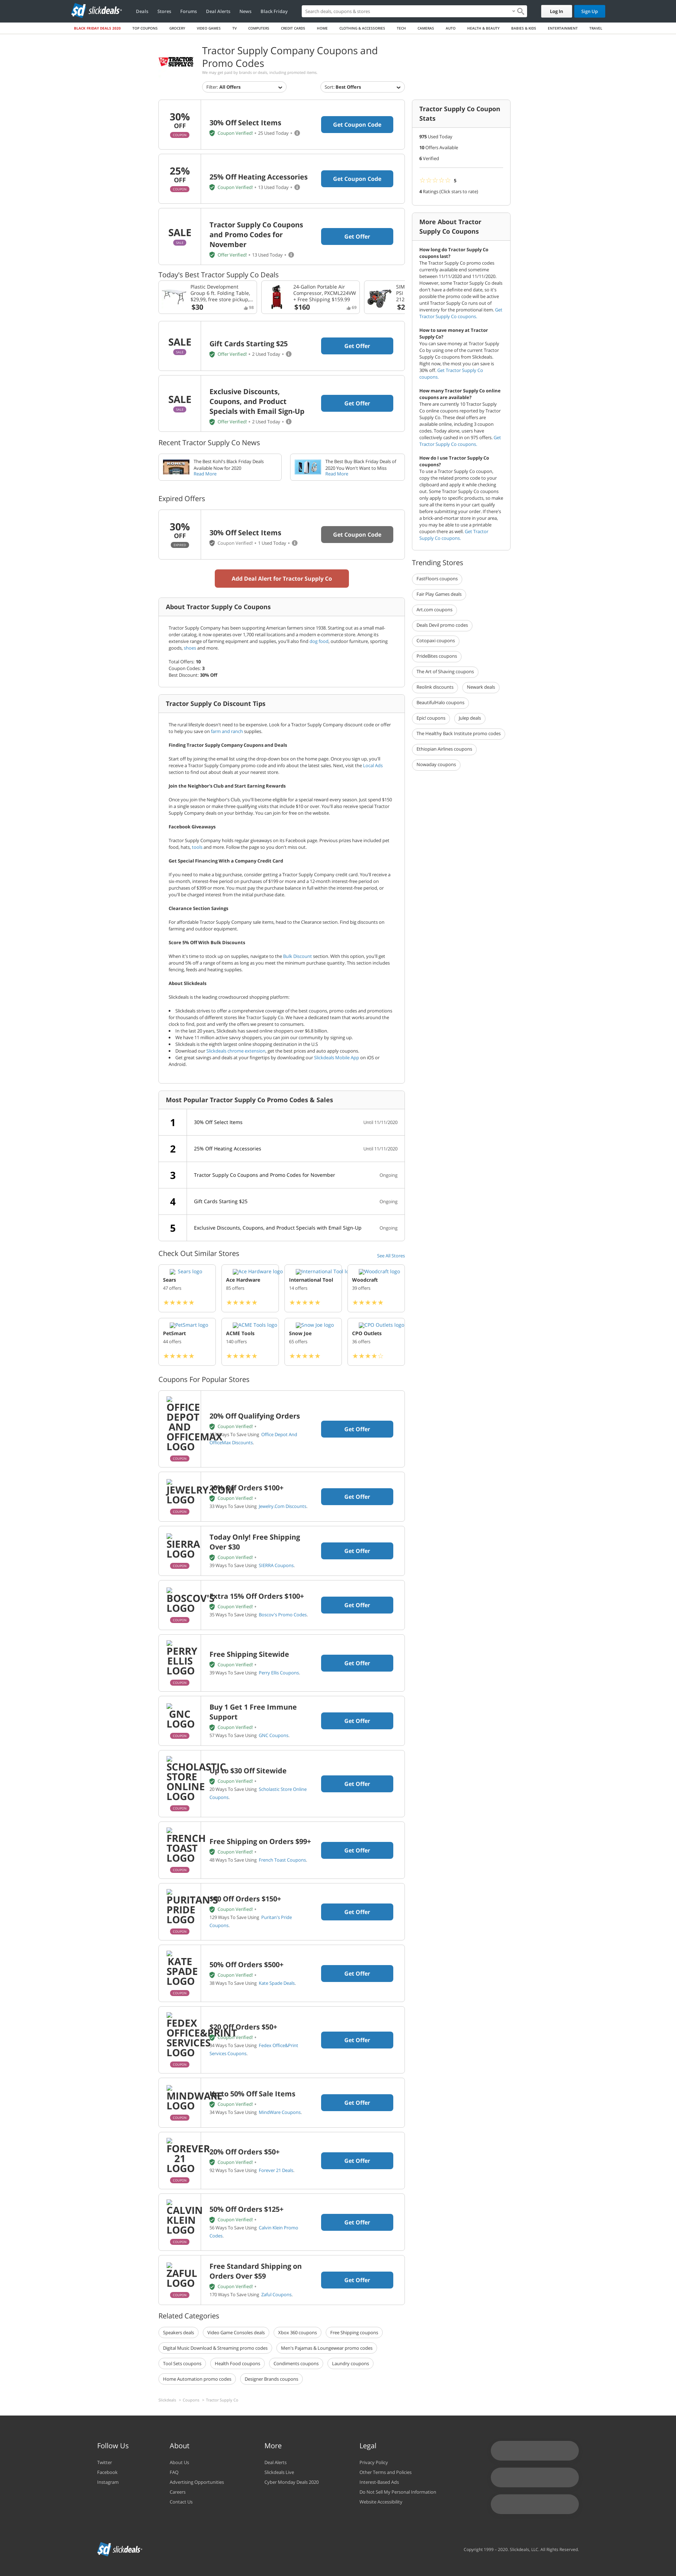 slickdeals
Deals Stores Forums Deal Alerts News Black Friday
Search deals, coupons & stores
Log In Sign Up
BLACK FRIDAY DEALS 2020 TOP COUPONS GROCERY VIDEO GAMES TV COMPUTERS CREDIT CARDS HOME CLOTHING & ACCESSORIES TECH CAMERAS AUTO HEALTH & BEAUTY BABIES & KIDS ENTERTAINMENT TRAVEL
TRACTOR SUPPLY CO
Tractor Supply Company Coupons and
Promo Codes
We may get paid by brands or deals, including promoted items.
Filter: All Offers
Sort: Best Offers
30%
OFF
COUPON
30% Off Select Items
Coupon Verified! • 25 Used Today •
Get Coupon Code
25%
OFF
COUPON
25% Off Heating Accessories
Coupon Verified! • 13 Used Today •
Get Coupon Code
SALE
SALE
Tractor Supply Co Coupons
and Promo Codes for
November
Offer Verified! • 13 Used Today •
Get Offer
Today's Best Tractor Supply Co Deals
Plastic Development
Group 6 ft. Folding Table,
$29.99, free store pickup,...
$30
24-Gallon Portable Air
Compressor, PXCML224VW
+ Free Shipping $159.99
$160
SIM
PSI
212
$2
SALE
SALE
Gift Cards Starting $25
Offer Verified! • 2 Used Today •
Get Offer
SALE
SALE
Exclusive Discounts,
Coupons, and Product
Specials with Email Sign-Up
Offer Verified! • 2 Used Today •
Get Offer
Recent Tractor Supply Co News
The Best Kohl's Black Friday Deals
Available Now for 2020
Read More
The Best Buy Black Friday Deals of
2020 You Won't Want to Miss
Read More
Expired Offers
30%
OFF
EXPIRED
30% Off Select Items
Coupon Verified! • 1 Used Today •
Get Coupon Code
Add Deal Alert for Tractor Supply Co
About Tractor Supply Co Coupons
Tractor Supply Company has been supporting American farmers since 1938. Starting out as a small mail-
order catalog, it now operates over 1,700 retail locations and a modern e-commerce store. Among its
extensive range of farming equipment and supplies, you'll also find dog food, outdoor furniture, sporting
goods, shoes and more.
Total Offers: 10
Coupon Codes: 3
Best Discount: 30% Off
Tractor Supply Co Discount Tips
The rural lifestyle doesn't need to be expensive. Look for a Tractor Supply Company discount code or offer
to help you save on farm and ranch supplies.
Finding Tractor Supply Company Coupons and Deals
Start off by joining the email list using the drop-down box on the home page. Once you sign up, you'll
receive a Tractor Supply Company promo code and info about the latest sales. Next, visit the Local Ads
section to find out about deals at your nearest store.
Join the Neighbor's Club and Start Earning Rewards
Once you join the Neighbor's Club, you'll become eligible for a special reward every season. Just spend $150
in a single season or make three visiting visits that include $10 or over. You'll also receive special Tractor
Supply Company deals on your birthday. You can join for free on the website.
Facebook Giveaways
Tractor Supply Company holds regular giveaways on its Facebook page. Previous prizes have included pet
food, hats, tools and more. Follow the page so you don't miss out.
Get Special Financing With a Company Credit Card
If you need to make a big purchase, consider getting a Tractor Supply Company credit card. You'll receive a
six-month, interest-free period on purchases of $199 or more and a 12-month interest-free period on
purchases of $399 or more. You must pay the purchase balance in full within the interest-free period, or
you'll be charged interest from the initial purchase date.
Clearance Section Savings
For affordable Tractor Supply Company sale items, head to the Clearance section. Find big discounts on
farming and outdoor equipment.
Score 5% Off With Bulk Discounts
When it's time to stock up on supplies, navigate to the Bulk Discount section. With this option you'll get
around 5% off a range of items as long as you meet the minimum purchase quantity. This section includes
fencing, feeds and heating supplies.
About Slickdeals
Slickdeals is the leading crowdsourced shopping platform:
• Slickdeals strives to offer a comprehensive overview of the best coupons, promo codes and promotions
for thousands of different stores like Tractor Supply Co- We have a dedicated team that works around the
clock to find, post and verify the offers we present to consumers.
• In the last 20 years, Slickdeals has saved online shoppers over $6.8 billion.
• We have 11 million active savvy shoppers, you can join our community by signing up.
• Slickdeals is the eighth largest online shopping destination in the U.S
• Download our Slickdeals chrome extension, get the best prices and auto apply coupons.
• Get great savings and deals at your fingertips by downloading our Slickdeals Mobile App on iOS or
Android.
Most Popular Tractor Supply Co Promo Codes & Sales
1 30% Off Select Items Until 11/11/2020
2 25% Off Heating Accessories Until 11/11/2020
3 Tractor Supply Co Coupons and Promo Codes for November Ongoing
4 Gift Cards Starting $25 Ongoing
5 Exclusive Discounts, Coupons, and Product Specials with Email Sign-Up Ongoing
Check Out Similar Stores See All Stores
Sears logo
Sears
47 offers
Ace Hardware logo
Ace Hardware
85 offers
International Tool l
International Tool
14 offers
Woodcraft logo
Woodcraft
39 offers
PetSmart logo
PetSmart
44 offers
ACME Tools logo
ACME Tools
140 offers
Snow Joe logo
Snow Joe
65 offers
CPO Outlets logo
CPO Outlets
36 offers
Coupons For Popular Stores
OFFICE
DEPOT
AND
OFFICEMAX
LOGO
COUPON
20% Off Qualifying Orders
Coupon Verified! •
Ways To Save Using Office Depot And
OfficeMax Discounts.
Get Offer
JEWELRY.COM
LOGO
COUPON
20% Off Orders $100+
Coupon Verified! •
33 Ways To Save Using Jewelry.Com Discounts.
Get Offer
SIERRA
LOGO
COUPON
Today Only! Free Shipping
Over $30
Coupon Verified! •
39 Ways To Save Using SIERRA Coupons.
Get Offer
BOSCOV'S
LOGO
COUPON
Extra 15% Off Orders $100+
Coupon Verified! •
35 Ways To Save Using Boscov's Promo Codes.
Get Offer
PERRY
ELLIS
LOGO
COUPON
Free Shipping Sitewide
Coupon Verified! •
39 Ways To Save Using Perry Ellis Coupons.
Get Offer
GNC
LOGO
COUPON
Buy 1 Get 1 Free Immune
Support
Coupon Verified! •
57 Ways To Save Using GNC Coupons.
Get Offer
SCHOLASTIC
STORE
ONLINE
LOGO
COUPON
Up to $30 Off Sitewide
Coupon Verified! •
20 Ways To Save Using Scholastic Store Online
Coupons.
Get Offer
FRENCH
TOAST
LOGO
COUPON
Free Shipping on Orders $99+
Coupon Verified! •
48 Ways To Save Using French Toast Coupons.
Get Offer
PURITAN'S
PRIDE
LOGO
COUPON
Off Orders $150+
Coupon Verified! •
129 Ways To Save Using Puritan's Pride
Coupons.
Get Offer
KATE
SPADE
LOGO
COUPON
50% Off Orders $500+
Coupon Verified! •
38 Ways To Save Using Kate Spade Deals.
Get Offer
FEDEX
OFFICE&PRINT
SERVICES
LOGO
COUPON
$20 Off Orders $50+
Coupon Verified! •
Ways To Save Using Fedex Office&Print
Services Coupons.
Get Offer
MINDWARE
LOGO
COUPON
Up to 50% Off Sale Items
Coupon Verified! •
34 Ways To Save Using MindWare Coupons.
Get Offer
FOREVER
21
LOGO
COUPON
20% Off Orders $50+
Coupon Verified! •
92 Ways To Save Using Forever 21 Deals.
Get Offer
CALVIN
KLEIN
LOGO
COUPON
50% Off Orders $125+
Coupon Verified! •
56 Ways To Save Using Calvin Klein Promo
Codes.
Get Offer
ZAFUL
LOGO
COUPON
Free Standard Shipping on
Orders Over $59
Coupon Verified! •
170 Ways To Save Using Zaful Coupons.
Get Offer
Related Categories
Speakers deals Video Game Consoles deals Xbox 360 coupons Free Shipping coupons
Digital Music Download & Streaming promo codes Men's Pajamas & Loungewear promo codes
Tool Sets coupons Health Food coupons Condiments coupons Laundry coupons
Home Automation promo codes Designer Brands coupons
Slickdeals > Coupons > Tractor Supply Co
Tractor Supply Co Coupon
Stats
975 Used Today
10 Offers Available
6 Verified
5
4 Ratings (Click stars to rate)
More About Tractor
Supply Co Coupons
How long do Tractor Supply Co
coupons last?
The Tractor Supply Co promo codes
currently available end sometime
between 11/11/2020 and 11/11/2020.
However, some Tractor Supply Co deals
don't have a definite end date, so it's
possible the promo code will be active
until Tractor Supply Co runs out of
inventory for the promotional item. Get
Tractor Supply Co coupons.
How to save money at Tractor
Supply Co?
You can save money at Tractor Supply
Co by using one of the current Tractor
Supply Co coupons from Slickdeals.
Right now, the most you can save is
30% off. Get Tractor Supply Co
coupons.
How many Tractor Supply Co online
coupons are available?
There are currently 10 Tractor Supply
Co online coupons reported by Tractor
Supply Co. These deal offers are
available online, including 3 coupon
codes. Today alone, users have
collectively cashed in on 975 offers. Get
Tractor Supply Co coupons.
How do I use Tractor Supply Co
coupons?
To use a Tractor Supply Co coupon,
copy the related promo code to your
clipboard and apply it while checking
out. Some Tractor Supply Co coupons
only apply to specific products, so
make sure all the items in your cart
qualify before submitting your order. If there's
a brick-and-mortar store in your area,
you may be able to use a printable
coupon there as well. Get Tractor
Supply Co coupons.
Trending Stores
FastFloors coupons
Fair Play Games deals
Art.com coupons
Deals Devil promo codes
Cotopaxi coupons
PrideBites coupons
The Art of Shaving coupons
Reolink discounts Newark deals
BeautifulHalo coupons
Epicl coupons Julep deals
The Healthy Back Institute promo codes
Ethiopian Airlines coupons
Nowaday coupons
Follow Us
Twitter
Facebook
Instagram
About
About Us
FAQ
Advertising Opportunities
Careers
Contact Us
More
Deal Alerts
Slickdeals Live
Cyber Monday Deals 2020
Legal
Privacy Policy
Other Terms and Policies
Interest-Based Ads
Do Not Sell My Personal Information
Website Accessibility
slickdeals
Copyright 1999 - 2020. Slickdeals, LLC. All Rights Reserved.